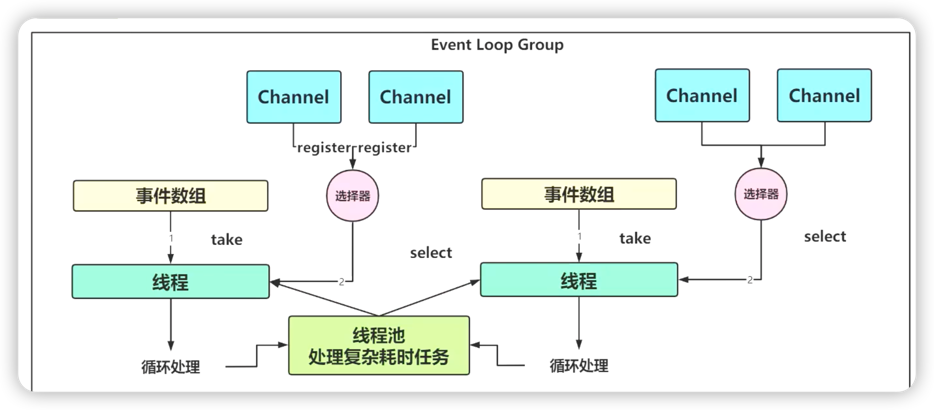 Event Loop Group
Channel
Channel
Channel
Channel
register
register
选择器
选择器
事件数组
事件数组
1
take
1
take
select
select
2
2
线程
线程
线程池
处理复杂耗时任务
循环处理
循环处理